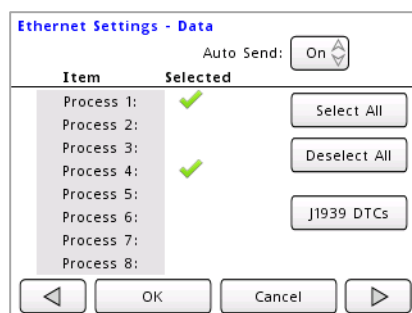 Ethernet Settings - Data
Auto Send: On
Item Selected
Process 1:
Select All
Process 2:
Process 3:
Deselect All
Process 4:
Process 5:
Process 6:
J1939 DTCs
Process 7:
Process 8:
OK Cancel